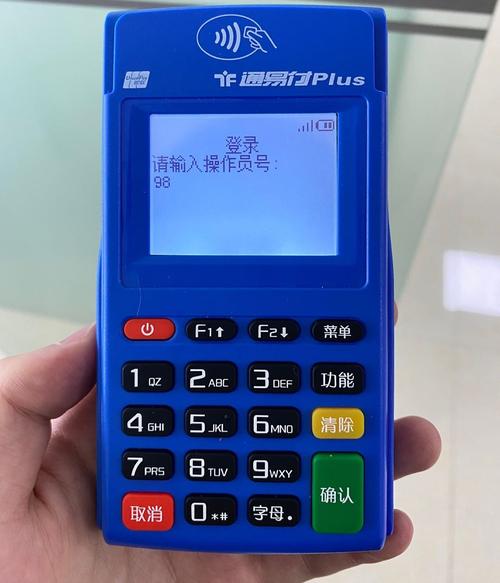 通易付Plus
登录
请输入操作员号:
98
F1↑
F2↓
菜单
1 QZ
2 ABC
3 DEF
功能
4 GHI
5 JKL
6 MNO
清除
7 PRS
8 TUV
9 WXY
确认
取消
0 *#
字母.